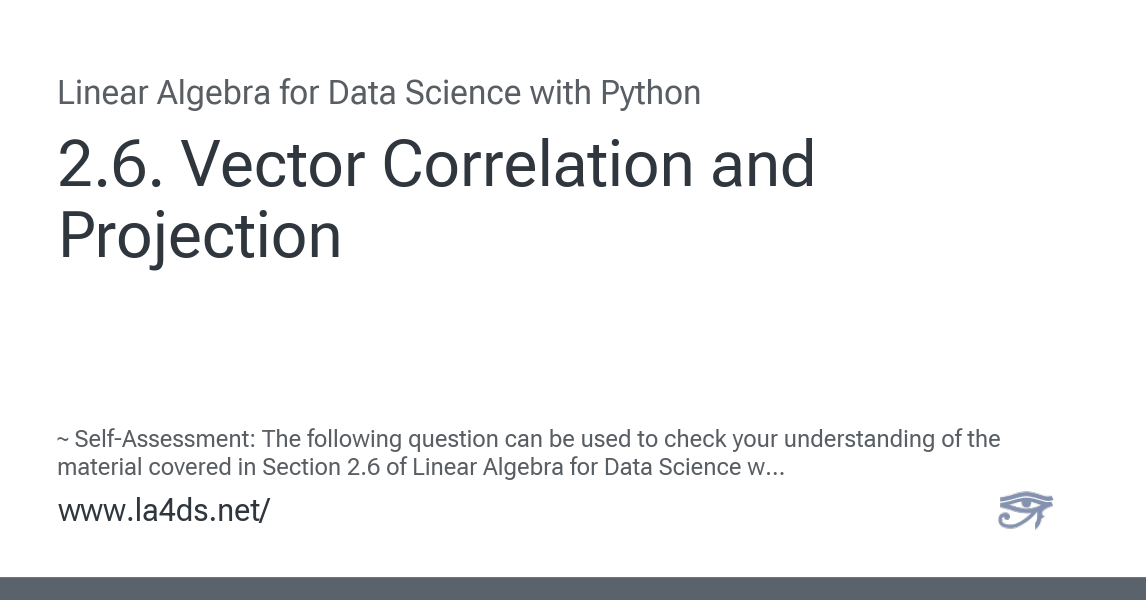 Linear Algebra for Data Science with Python
2.6. Vector Correlation and
Projection
~ Self-Assessment: The following question can be used to check your understanding of the
material covered in Section 2.6 of Linear Algebra for Data Science w...
www.la4ds.net/